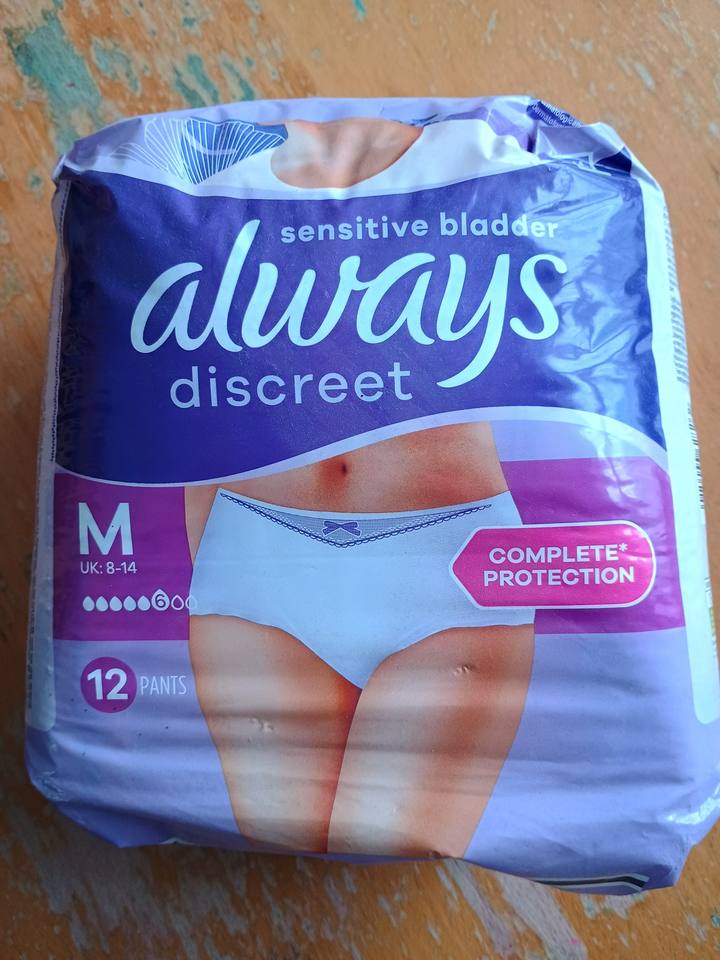 sensitive bladder
always
discreet
M
UK: 8-14
6
COMPLETE*
PROTECTION
12 PANTS